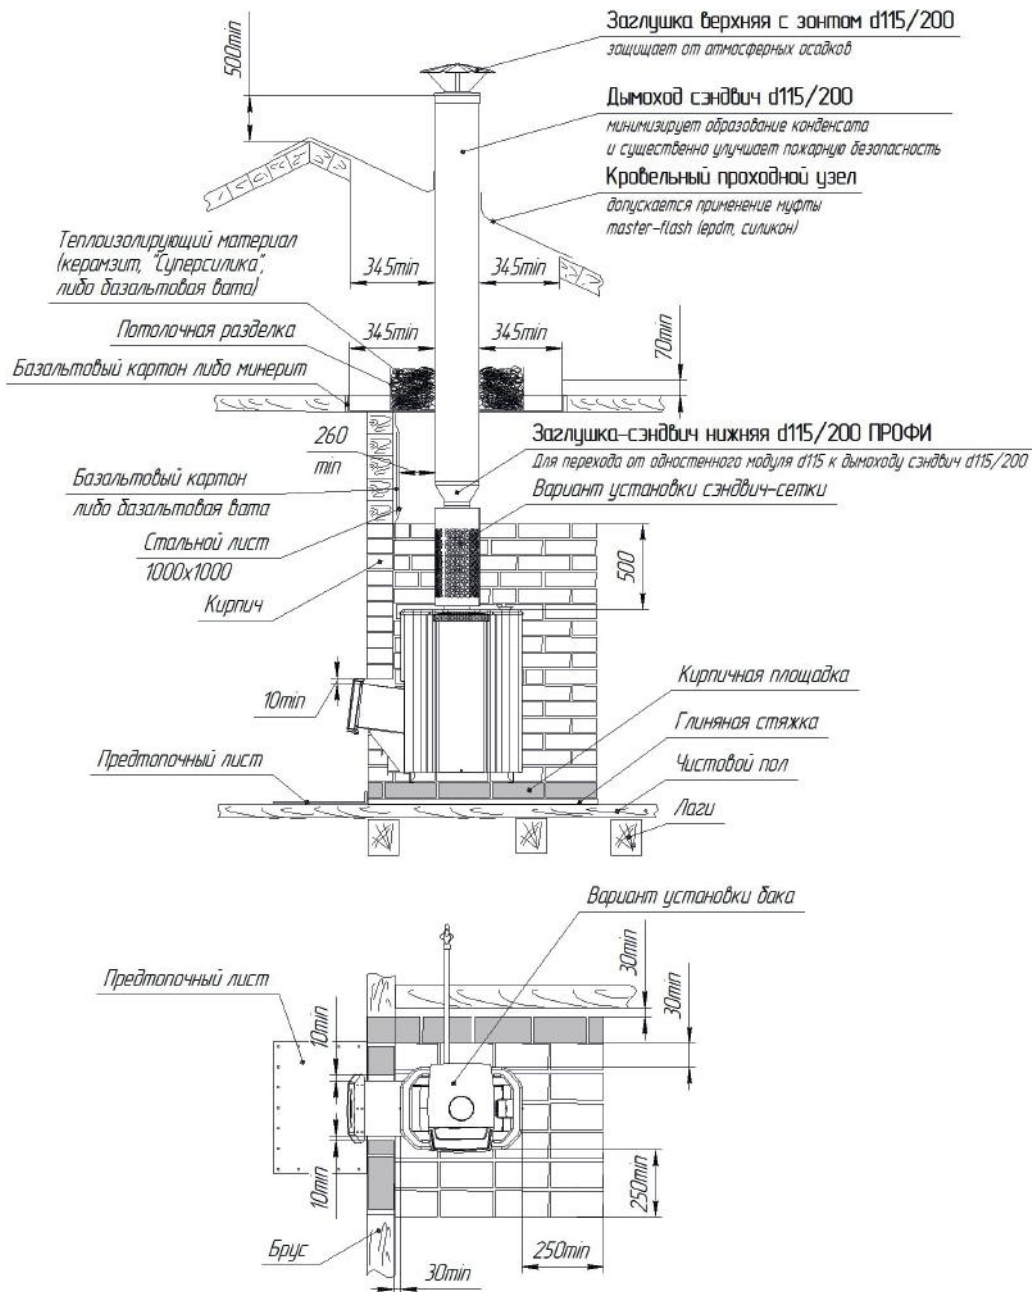 Заглушка верхняя с зонтом d115/200
защищает от атмосферных осадков
500min
Дымоход сэндвич d115/200
минимизирует образование конденсата
и существенно улучшает пожарную безопасность
Кровельный проходной узел
допускается применение муфты
master-flash (epdm, силикон)
Теплоизолирующий материал
(керамзит, "Суперсилика",
либо базальтовая вата)
345min
345min
Потолочная разделка
345min
345min
70min
Базальтовый картон либо минерит
Заглушка-сэндвич нижняя d115/200 ПРОФИ
Для перехода от одностенного модуля d115 к дымоходу сэндвич d115/200
260
min
Базальтовый картон
либо базальтовая вата
Вариант установки сэндвич-сетки
Стальной лист
1000x1000
500
Кирпич
Кирпичная площадка
10min
Глиняная стяжка
Предтопочный лист
Чистовой пол
Лаги
Вариант установки бака
30min
30min
Предтопочный лист
10min
10min
250min
Брус
250min
30min